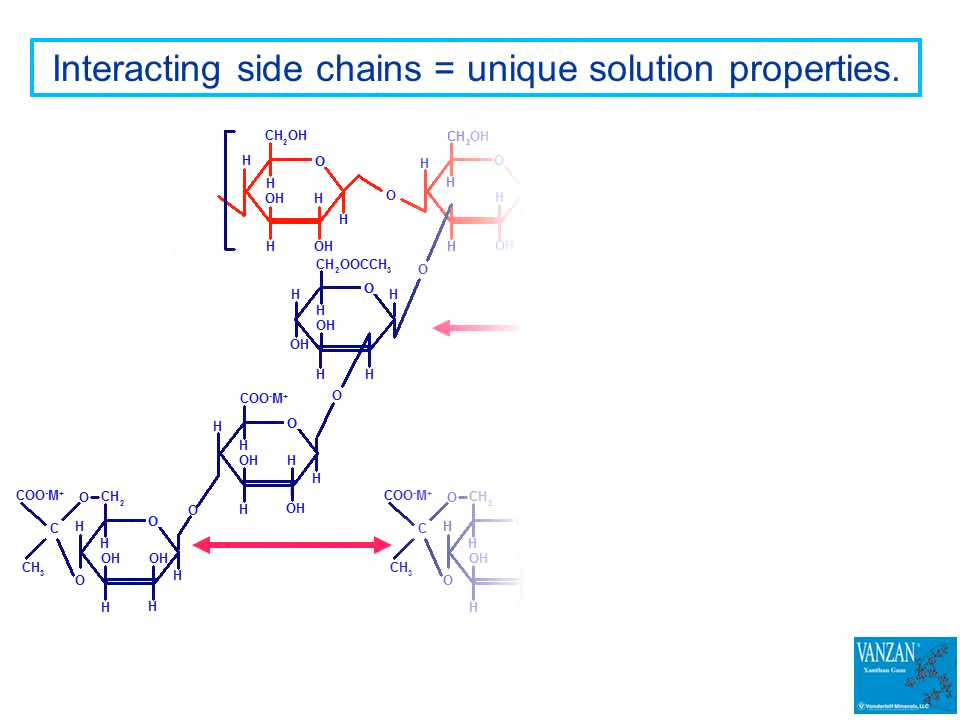 Interacting side chains = unique solution properties.
CH₂OH CH₂OH
H O H O
H H
OH H O H
H
H OH H OH
CH₂OOCCH₃ O
H O H
H
OH
OH
H H
COO⁻M⁺ O
H O
H
OH H
H
H OH
COO⁻M⁺ O CH₂ O COO⁻M⁺ O CH₂
C H O C H
H H
OH OH OH
CH₃ O H CH₃ O
H H H
VANZAN®
Xanthan Gum
Vanderbilt Minerals, LLC